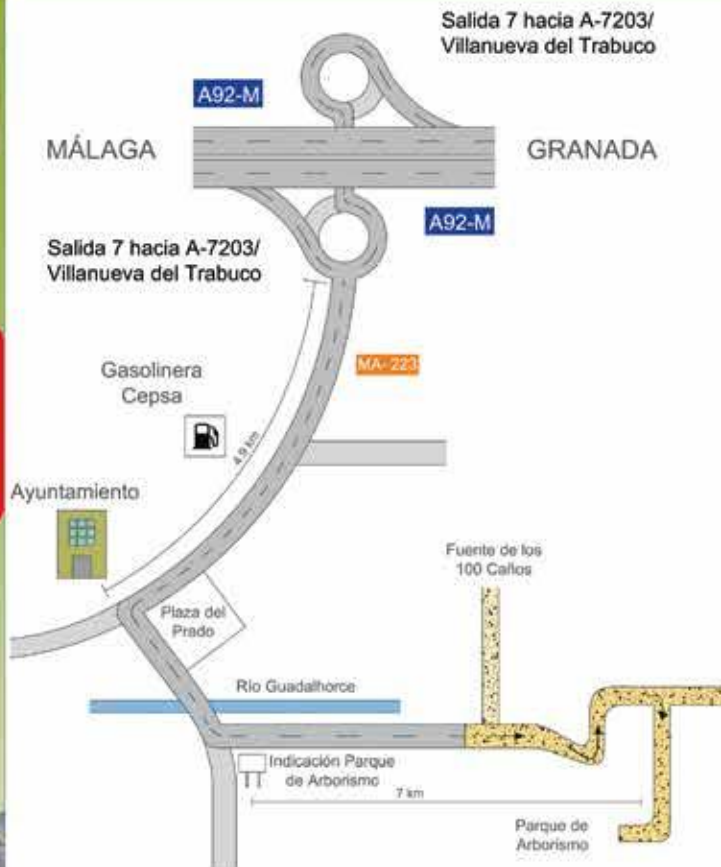 Salida 7 hacia A-7203/
Villanueva del Trabuco
A92-M
MÁLAGA
GRANADA
A92-M
Salida 7 hacia A-7203/
Villanueva del Trabuco
MA- 223
Gasolinera
Cepsa
4.9 km
Ayuntamiento
Fuente de los
100 Caños
Plaza del
Prado
Río Guadalhorce
Indicación Parque
de Arborismo
7 km
Parque de
Arborismo